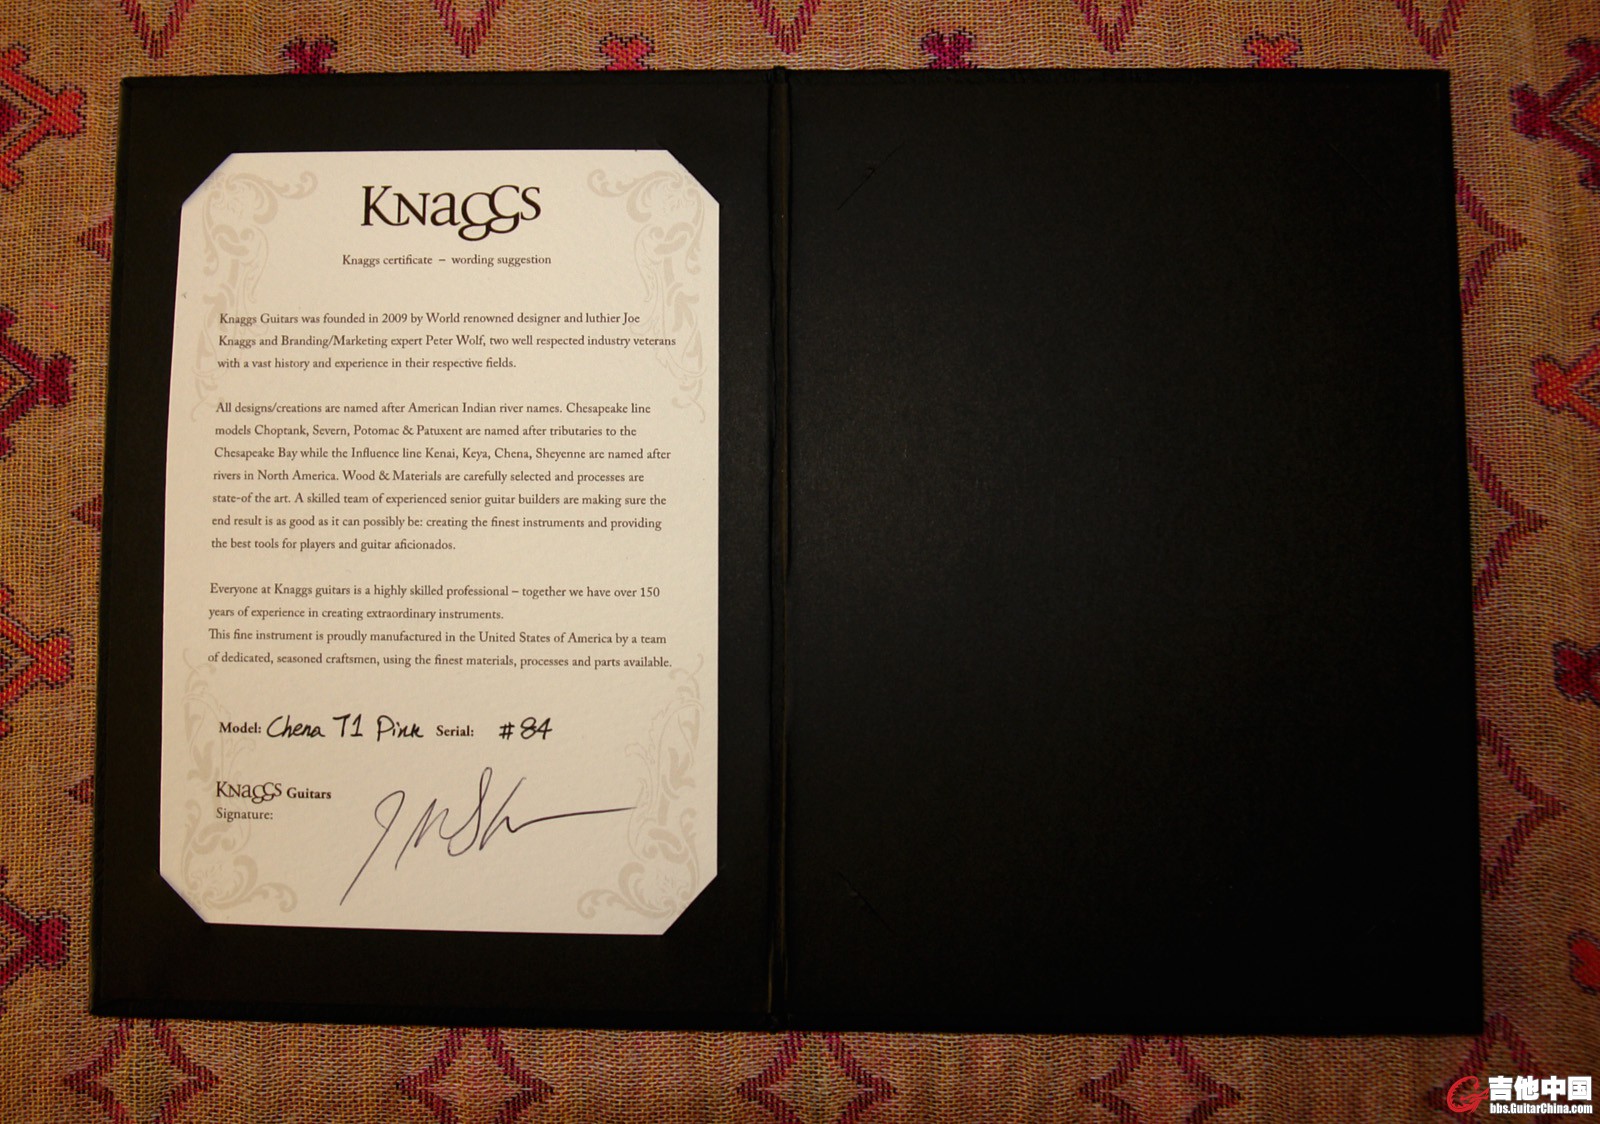 KNaGGS
Knaggs certificate – wording suggestion
Knaggs Guitars was founded in 2009 by World renowned designer and luthier Joe
Knaggs and Branding/Marketing expert Peter Wolf, two well respected industry veterans
with a vast history and experience in their respective fields.
All designs/creations are named after American Indian river names. Chesapeake line
models Choptank, Severn, Potomac & Patuxent are named after tributaries to the
Chesapeake Bay while the Influence line Kenai, Keya, Chena, Sheyenne are named after
rivers in North America. Wood & Materials are carefully selected and processes are
state-of the art. A skilled team of experienced senior guitar builders are making sure the
end result is as good as it can possibly be: creating the finest instruments and providing
the best tools for players and guitar aficionados.
Everyone at Knaggs guitars is a highly skilled professional – together we have over 150
years of experience in creating extraordinary instruments.
This fine instrument is proudly manufactured in the United States of America by a team
of dedicated, seasoned craftsmen, using the finest materials, processes and parts available.
Model: Chena T1 Pink Serial: #84
KNaGGS Guitars
Signature:
吉他中国
bbs.GuitarChina.com